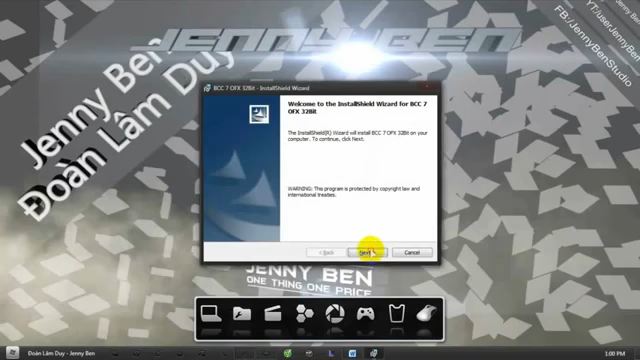 JENNY BEN
FB:/JennyBenStudio
YT/userJennyBen
Jenny Ben
Đoàn Lâm Duy
BCC 7 OFX 32Bit - InstallShield Wizard
Welcome to the InstallShield Wizard for BCC 7
OFX 32Bit
The InstallShield(R) Wizard will install BCC 7 OFX 32Bit on your
computer. To continue, click Next.
WARNING: This program is protected by copyright law and
international treaties.
< Back
Next
Cancel
JENNY BEN
ONE THING ONE PRICE
Đoàn Lâm Duy - Jenny Ben
1:00 PM